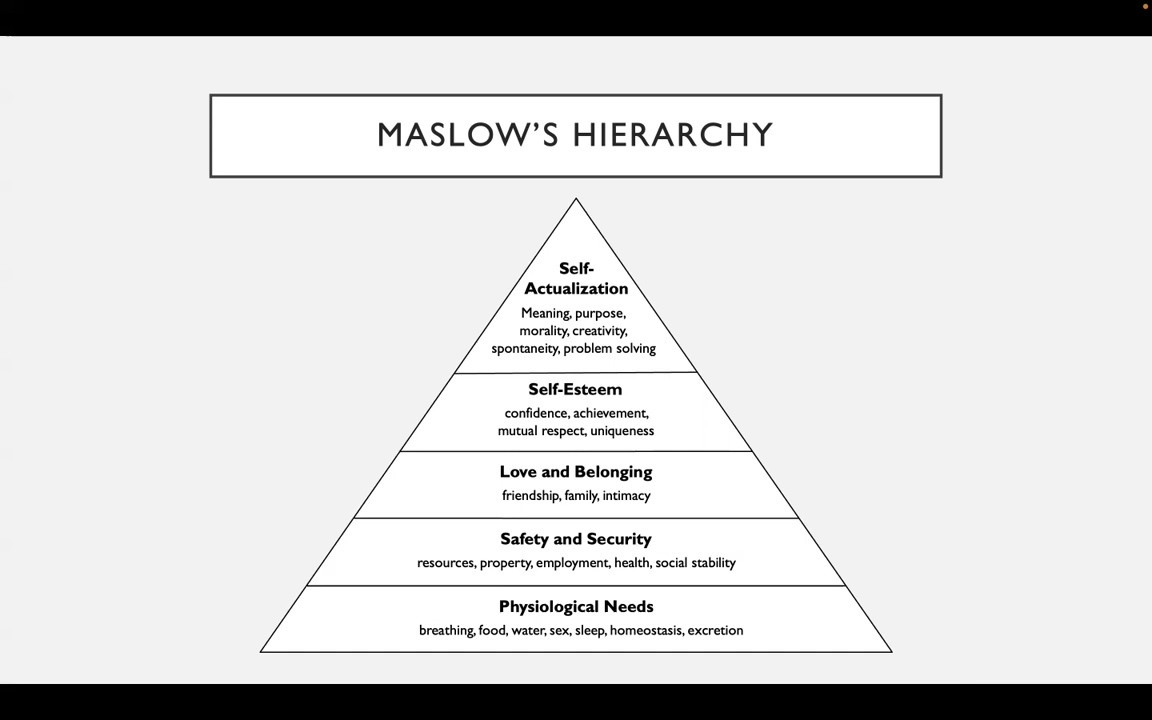 MASLOW’S HIERARCHY
Self-
Actualization
Meaning, purpose,
morality, creativity,
spontaneity, problem solving
Self-Esteem
confidence, achievement,
mutual respect, uniqueness
Love and Belonging
friendship, family, intimacy
Safety and Security
resources, property, employment, health, social stability
Physiological Needs
breathing, food, water, sex, sleep, homeostasis, excretion